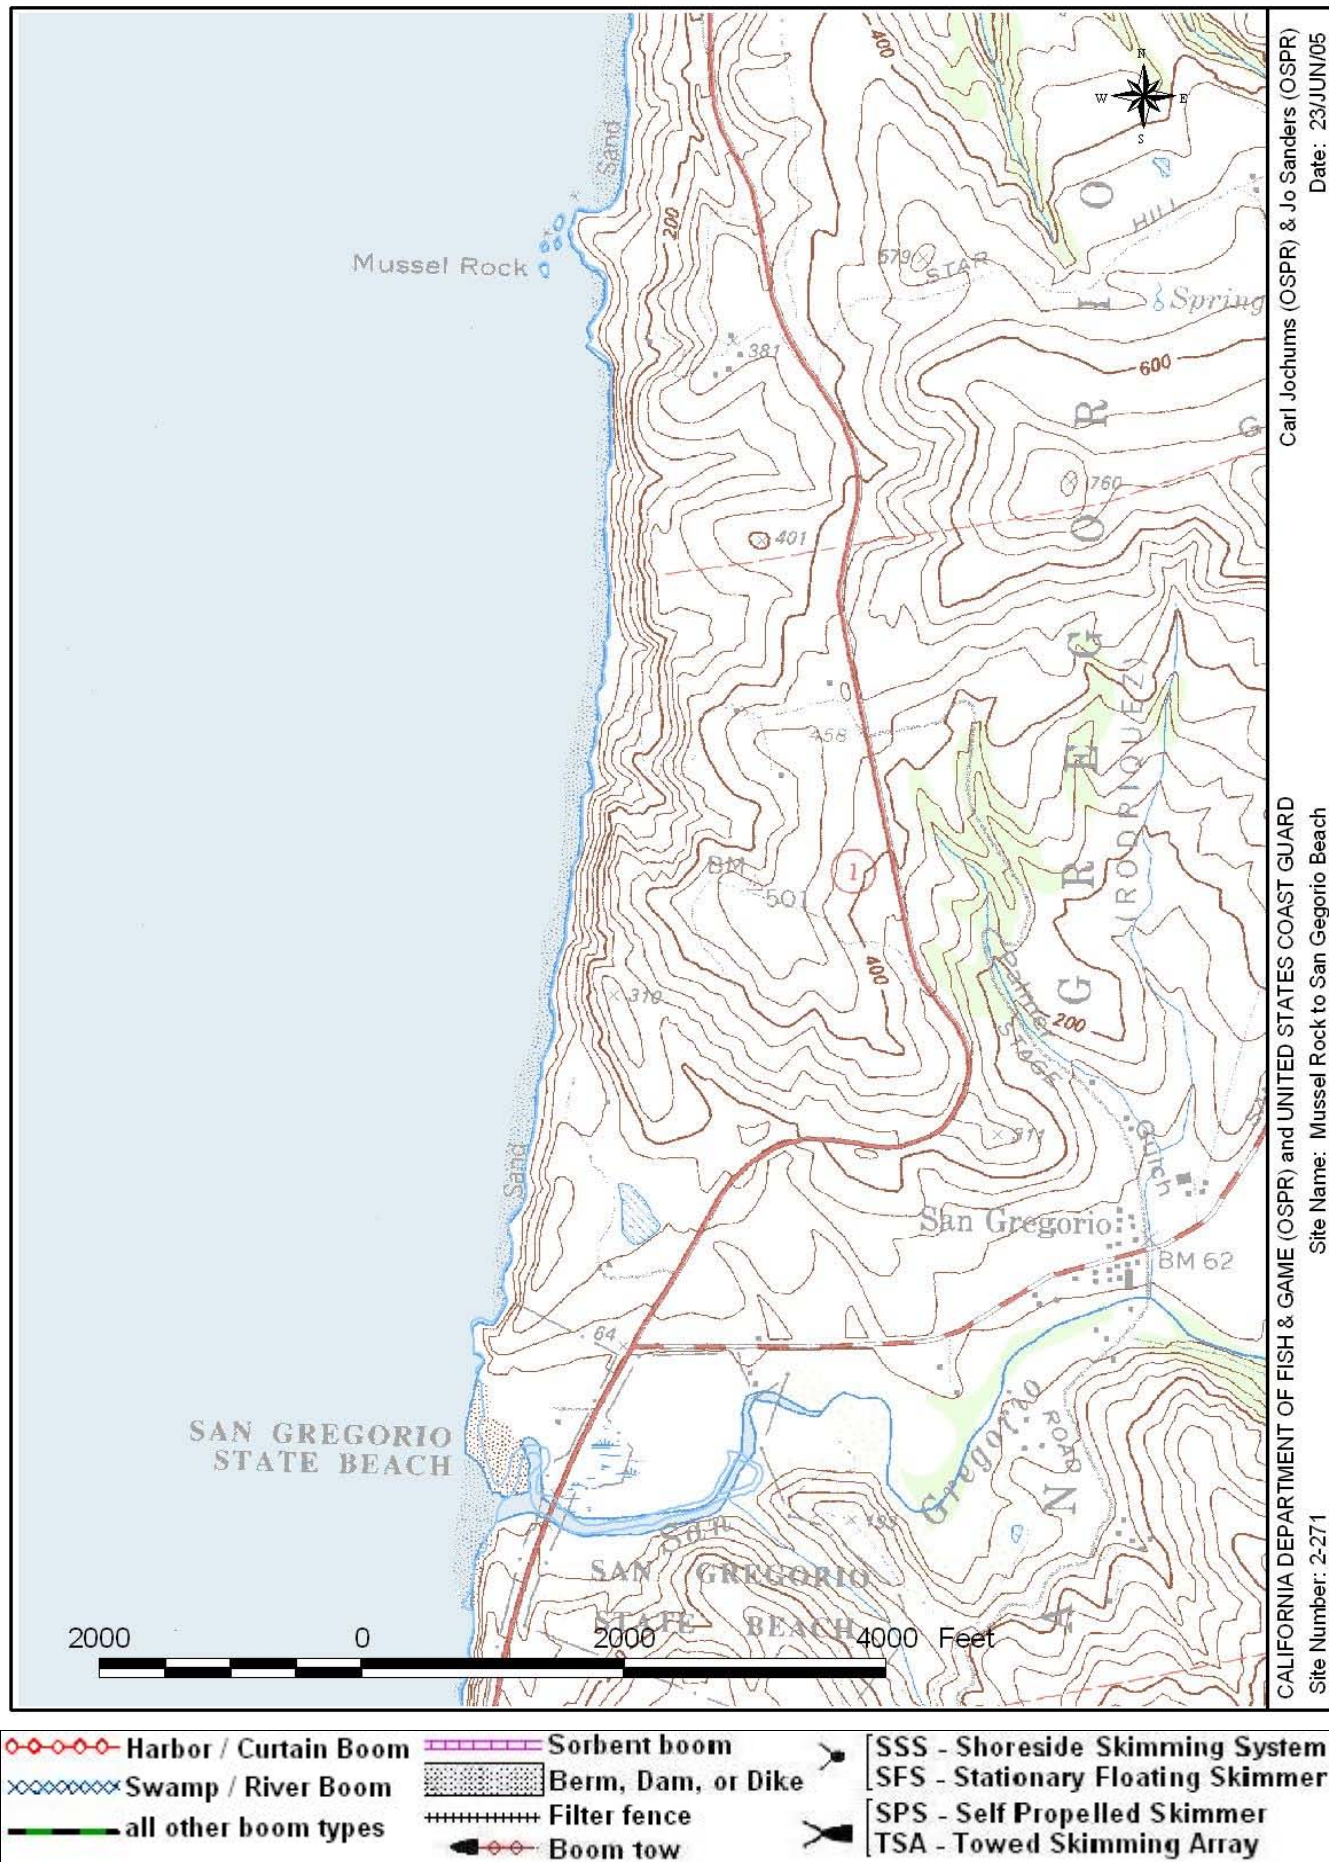 400
N
W E
S
Sand
200
Mussel Rock
579
STAR
HILL
O
I
Spring
381
600
R
G
760
O
401
G
458
E
(RODRIQUEZ)
BM
501
1
R
400
310
G
Palmer
STAGE
200
Sand
311
Gulch
San Gregorio
BM 62
64
SAN GREGORIO
STATE BEACH
San
Gregorio
ROAD
N
193
SAN GREGORIO
STATE BEACH
A
2000 0 2000 4000 Feet
CALIFORNIA DEPARTMENT OF FISH & GAME (OSPR) and UNITED STATES COAST GUARD
Carl Jochums (OSPR) & Jo Sanders (OSPR)
Site Number: 2-271
Site Name: Mussel Rock to San Gegorio Beach
Date: 23/JUN/05
Harbor / Curtain Boom
Swamp / River Boom
all other boom types
Sorbent boom
Berm, Dam, or Dike
Filter fence
Boom tow
SSS - Shoreside Skimming System
SFS - Stationary Floating Skimmer
SPS - Self Propelled Skimmer
TSA - Towed Skimming Array